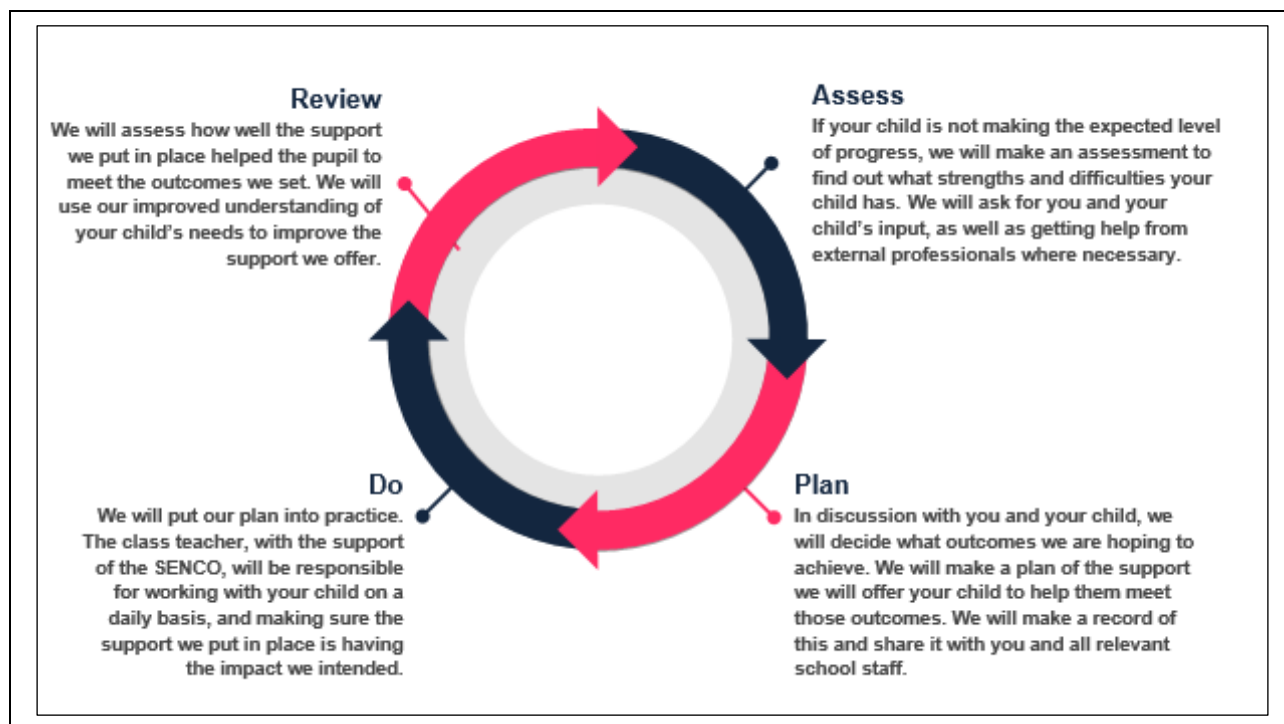 Assess
If your child is not making the expected level
of progress, we will make an assessment to
find out what strengths and difficulties your
child has. We will ask for you and your
child’s input, as well as getting help from
external professionals where necessary.
Plan
In discussion with you and your child, we
will decide what outcomes we are hoping to
achieve. We will make a plan of the support
we will offer your child to help them meet
those outcomes. We will make a record of
this and share it with you and all relevant
school staff.
Do
We will put our plan into practice.
The class teacher, with the support
of the SENCO, will be responsible
for working with your child on a
daily basis, and making sure the
support we put in place is having
the impact we intended.
Review
We will assess how well the support
we put in place helped the pupil to
meet the outcomes we set. We will
use our improved understanding of
your child’s needs to improve the
support we offer.